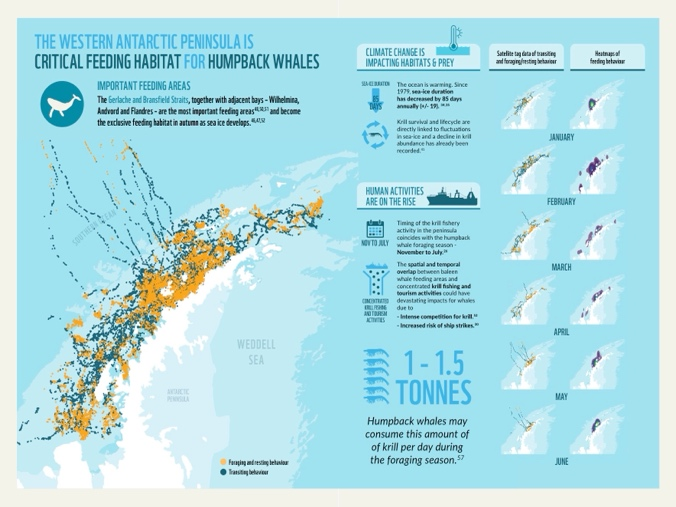 THE WESTERN ANTARCTIC PENINSULA IS
CRITICAL FEEDING HABITAT FOR HUMPBACK WHALES
IMPORTANT FEEDING AREAS
The Gerlache and Bransfield Straits, together with adjacent bays – Wilhelmina,
Andvord and Flandres – are the most important feeding areas and become
the exclusive feeding habitat in autumn as sea ice develops.
SOUTHERN OCEAN
WEDDELL
SEA
ANTARCTIC
PENINSULA
Foraging and resting behaviour
Transiting behaviour
CLIMATE CHANGE IS
IMPACTING HABITATS & PREY
SEA ICE DURATION
85
DAYS
The ocean is warming. Since
1979, sea-ice duration
has decreased by 85 days
annually (+/- 19).
Krill survival and lifecycle are
directly linked to fluctuations
in sea-ice and a decline in krill
abundance has already been
recorded.
HUMAN ACTIVITIES
ARE ON THE RISE
NOV TO JULY
Timing of the krill fishery
activity in the peninsula
coincides with the humpback
whale foraging season -
November to July.
CONCENTRATED
KRILL FISHING
AND TOURISM
ACTIVITIES
The spatial and temporal
overlap between baleen
whale feeding areas and
concentrated krill fishing and
tourism activities could have
devastating impacts for whales
due to
- Intense competition for krill.
- Increased risk of ship strikes.
1 - 1.5
TONNES
Humpback whales may
consume this amount of
of krill per day during
the foraging season.57
Satellite tag data of transiting
and foraging/resting behaviour
Heatmaps of
feeding behaviour
JANUARY
FEBRUARY
MARCH
APRIL
MAY
JUNE